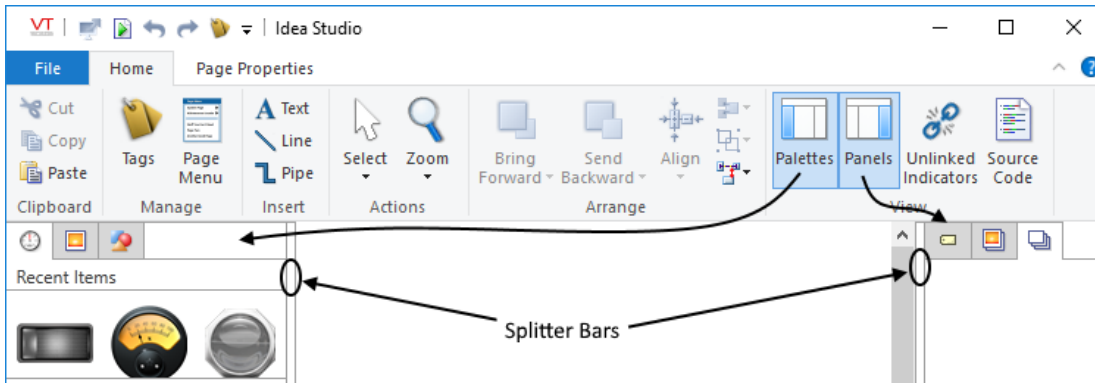 VT Idea Studio
File Home Page Properties
Cut
Copy
Paste
Tags
Page
Menu
Text
Line
Pipe
Select
Zoom
Bring
Forward
Send
Backward
Align
Palettes
Panels
Unlinked
Indicators
Source
Code
Clipboard Manage Insert Actions Arrange View
Recent Items
Splitter Bars